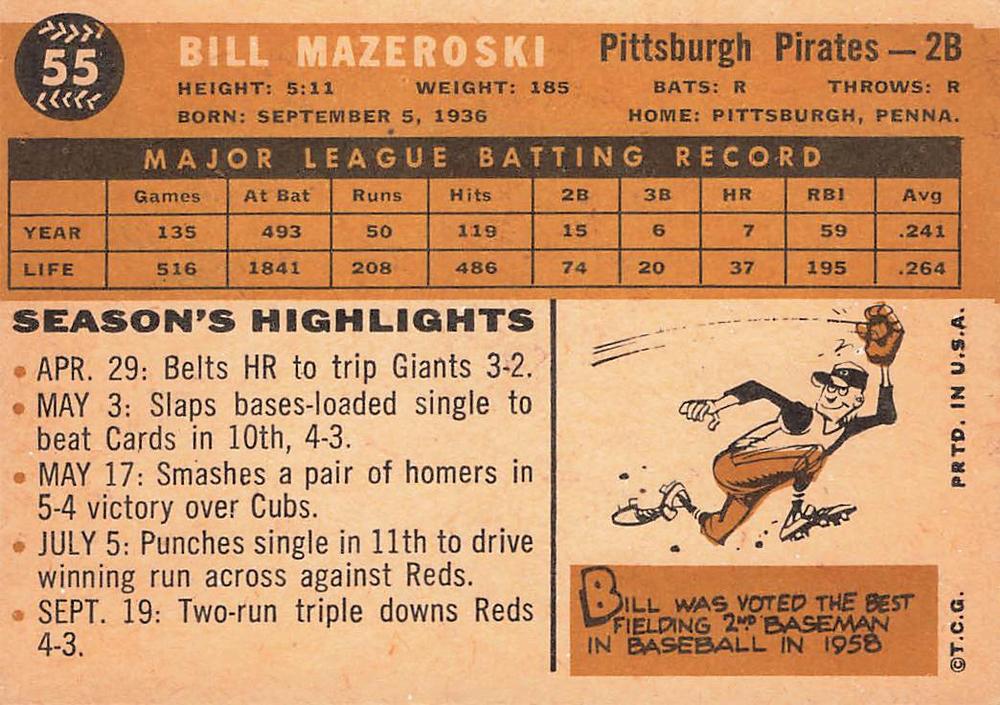 55
BILL MAZEROSKI Pittsburgh Pirates — 2B
HEIGHT: 5:11 WEIGHT: 185 BATS: R THROWS: R
BORN: SEPTEMBER 5, 1936 HOME: PITTSBURGH, PENNA.
MAJOR LEAGUE BATTING RECORD
Games At Bat Runs Hits 2B 3B HR RBI Avg
YEAR 135 493 50 119 15 6 7 59 .241
LIFE 516 1841 208 486 74 20 37 195 .264
SEASON'S HIGHLIGHTS
• APR. 29: Belts HR to trip Giants 3-2.
• MAY 3: Slaps bases-loaded single to
beat Cards in 10th, 4-3.
• MAY 17: Smashes a pair of homers in
5-4 victory over Cubs.
• JULY 5: Punches single in 11th to drive
winning run across against Reds.
• SEPT. 19: Two-run triple downs Reds
4-3.
BILL WAS VOTED THE BEST
FIELDING 2ND BASEMAN
IN BASEBALL IN 1958
PRTD. IN U.S.A.
©T.C.G.